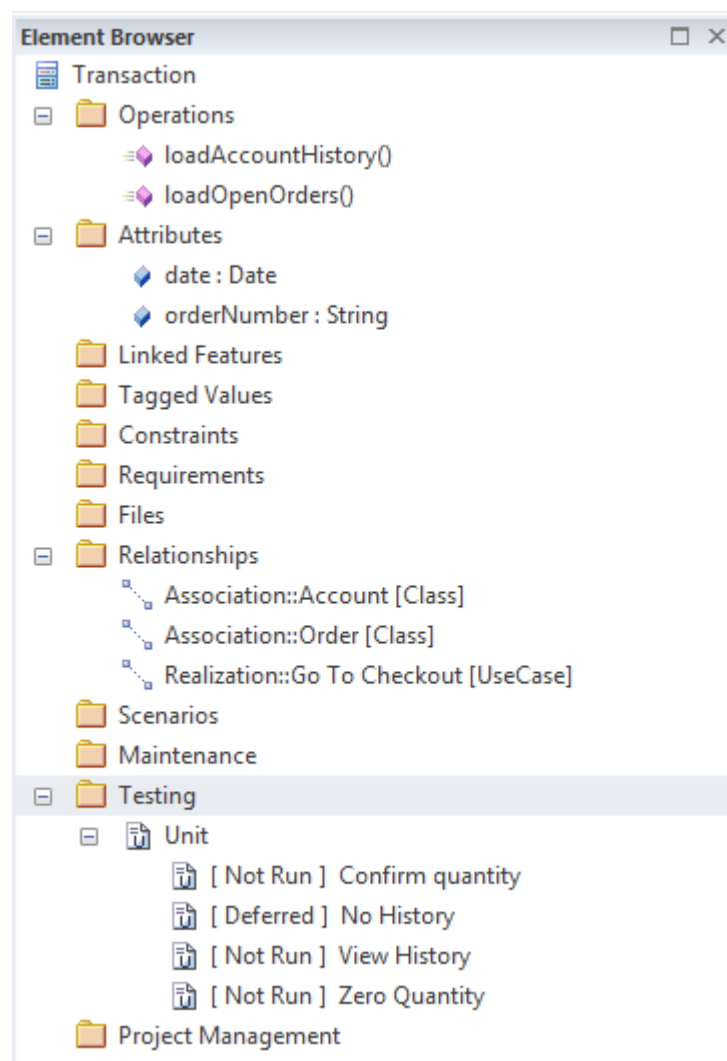 Element Browser
Transaction
Operations
loadAccountHistory()
loadOpenOrders()
Attributes
date : Date
orderNumber : String
Linked Features
Tagged Values
Constraints
Requirements
Files
Relationships
Association::Account [Class]
Association::Order [Class]
Realization::Go To Checkout [UseCase]
Scenarios
Maintenance
Testing
Unit
[ Not Run ] Confirm quantity
[ Deferred ] No History
[ Not Run ] View History
[ Not Run ] Zero Quantity
Project Management